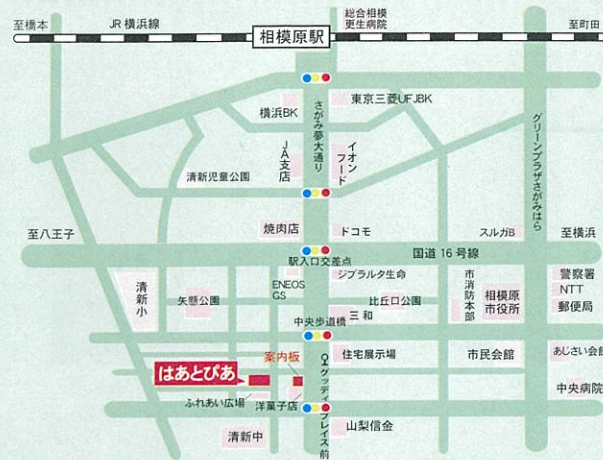 至橋本
JR 横浜線
相模原駅
総合相模
更生病院
至町田
横浜BK
さがみ夢大通り
東京三菱UFJBK
グリーンプラザさがみはら
JA支店
イオンフード
清新児童公園
焼肉店
ドコモ
スルガB
至八王子
国道16号線
至横浜
駅入口交差点
清新小
矢懸公園
ENEOS
GS
ジブラルタ生命
比丘口公園
市消防本部
相模原
市役所
警察署
NTT
郵便局
三和
中央歩道橋
案内板
はあとぴあ
住宅展示場
市民会館
あじさい会館
グッディプレイス前
中央病院
ふれあい広場
洋菓子店
清新中
山梨信金